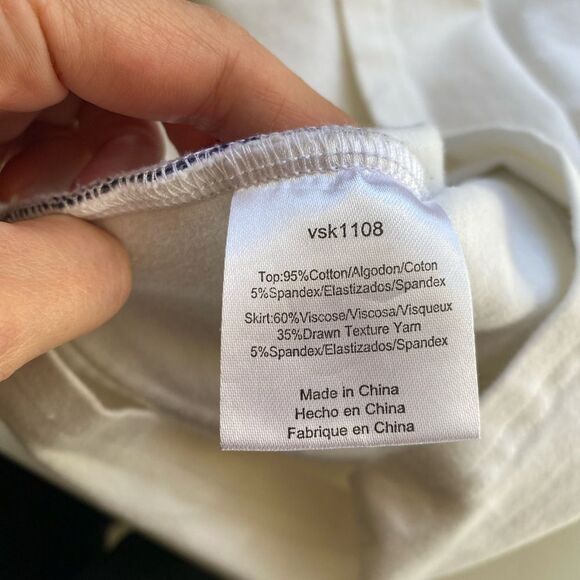 vsk1108
Top:95%Cotton/Algodon/Coton
5%Spandex/Elastizados/Spandex
Skirt:60%Viscose/Viscosa/Visqueux
35%Drawn Texture Yarn
5%Spandex/Elastizados/Spandex
Made in China
Hecho en China
Fabrique en China